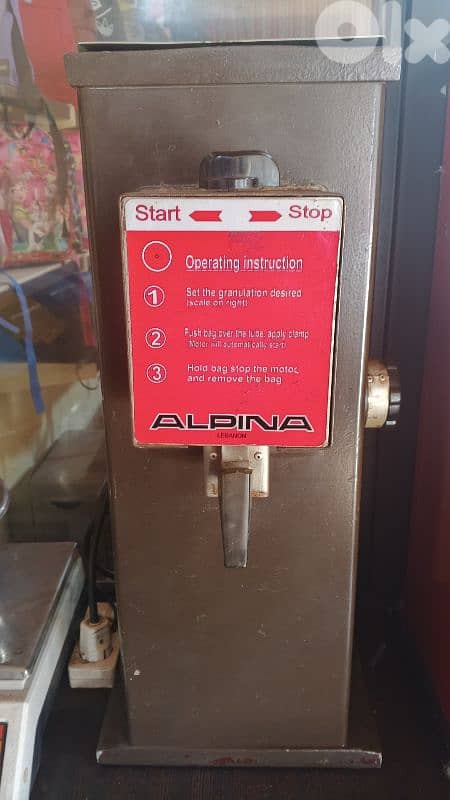 OLX
Start Stop
Operating instruction
1 Set the granulation desired
(scale on right)
2 Push bag over the tube, apply clamp
(Motor will automatically start)
3 Hold bag stop the motor,
and remove the bag
ALPINA
LEBANON